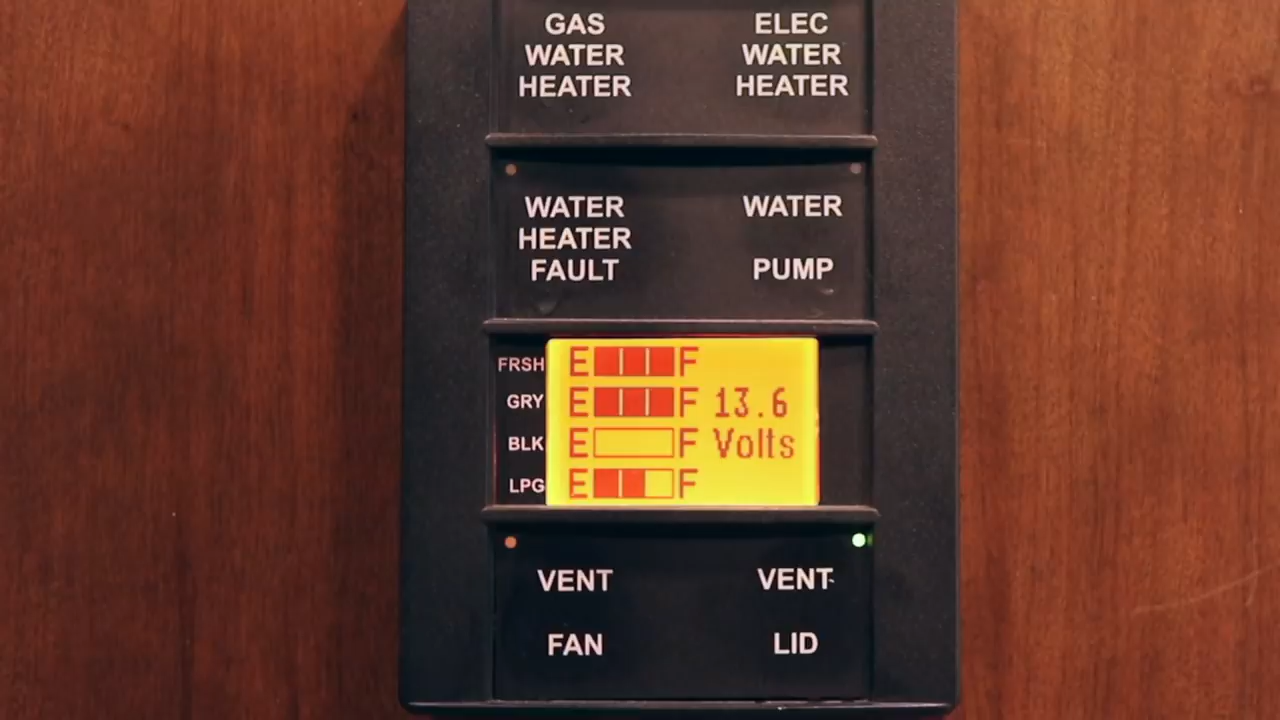 GAS ELEC
WATER WATER
HEATER HEATER
WATER WATER
HEATER
FAULT PUMP
FRSH E F
GRY E F 13.6
BLK E F Volts
LPG E F
VENT VENT
FAN LID